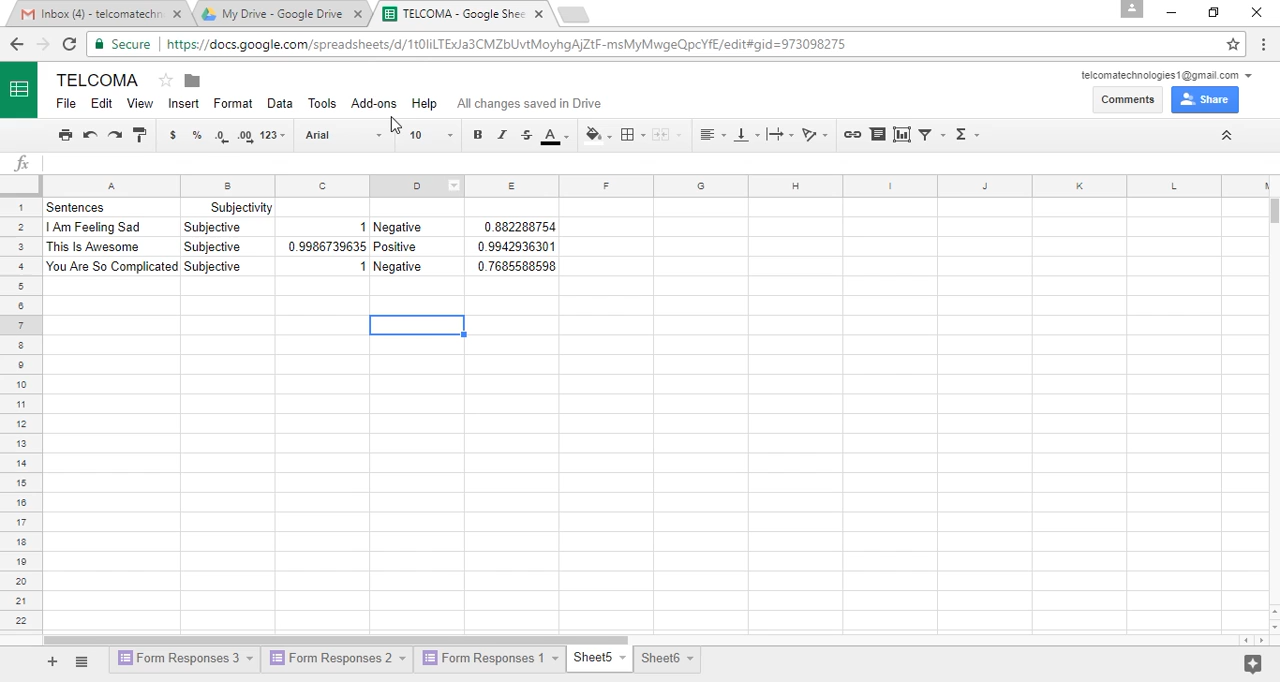 Inbox (4) - telcomatechn
My Drive - Google Drive
TELCOMA - Google Shee
Secure
https://docs.google.com/spreadsheets/d/1t0IiLTExJa3CMZbUvtMoyhgAjZtF-msMyMwgeQpcYfE/edit#gid=973098275
TELCOMA
telcomatechnologies1@gmail.com
File Edit View Insert Format Data Tools Add-ons Help All changes saved in Drive
Comments Share
$ % .0 .00 123 Arial 10 B I S A Σ
fx
A B C D E F G H I J K L
1 Sentences Subjectivity
2 I Am Feeling Sad Subjective 1 Negative 0.882288754
3 This Is Awesome Subjective 0.9986739635 Positive 0.9942936301
4 You Are So Complicated Subjective 1 Negative 0.7685588598
5
6
7
8
9
10
11
12
13
14
15
16
17
18
19
20
21
22
+ Form Responses 3 Form Responses 2 Form Responses 1 Sheet5 Sheet6